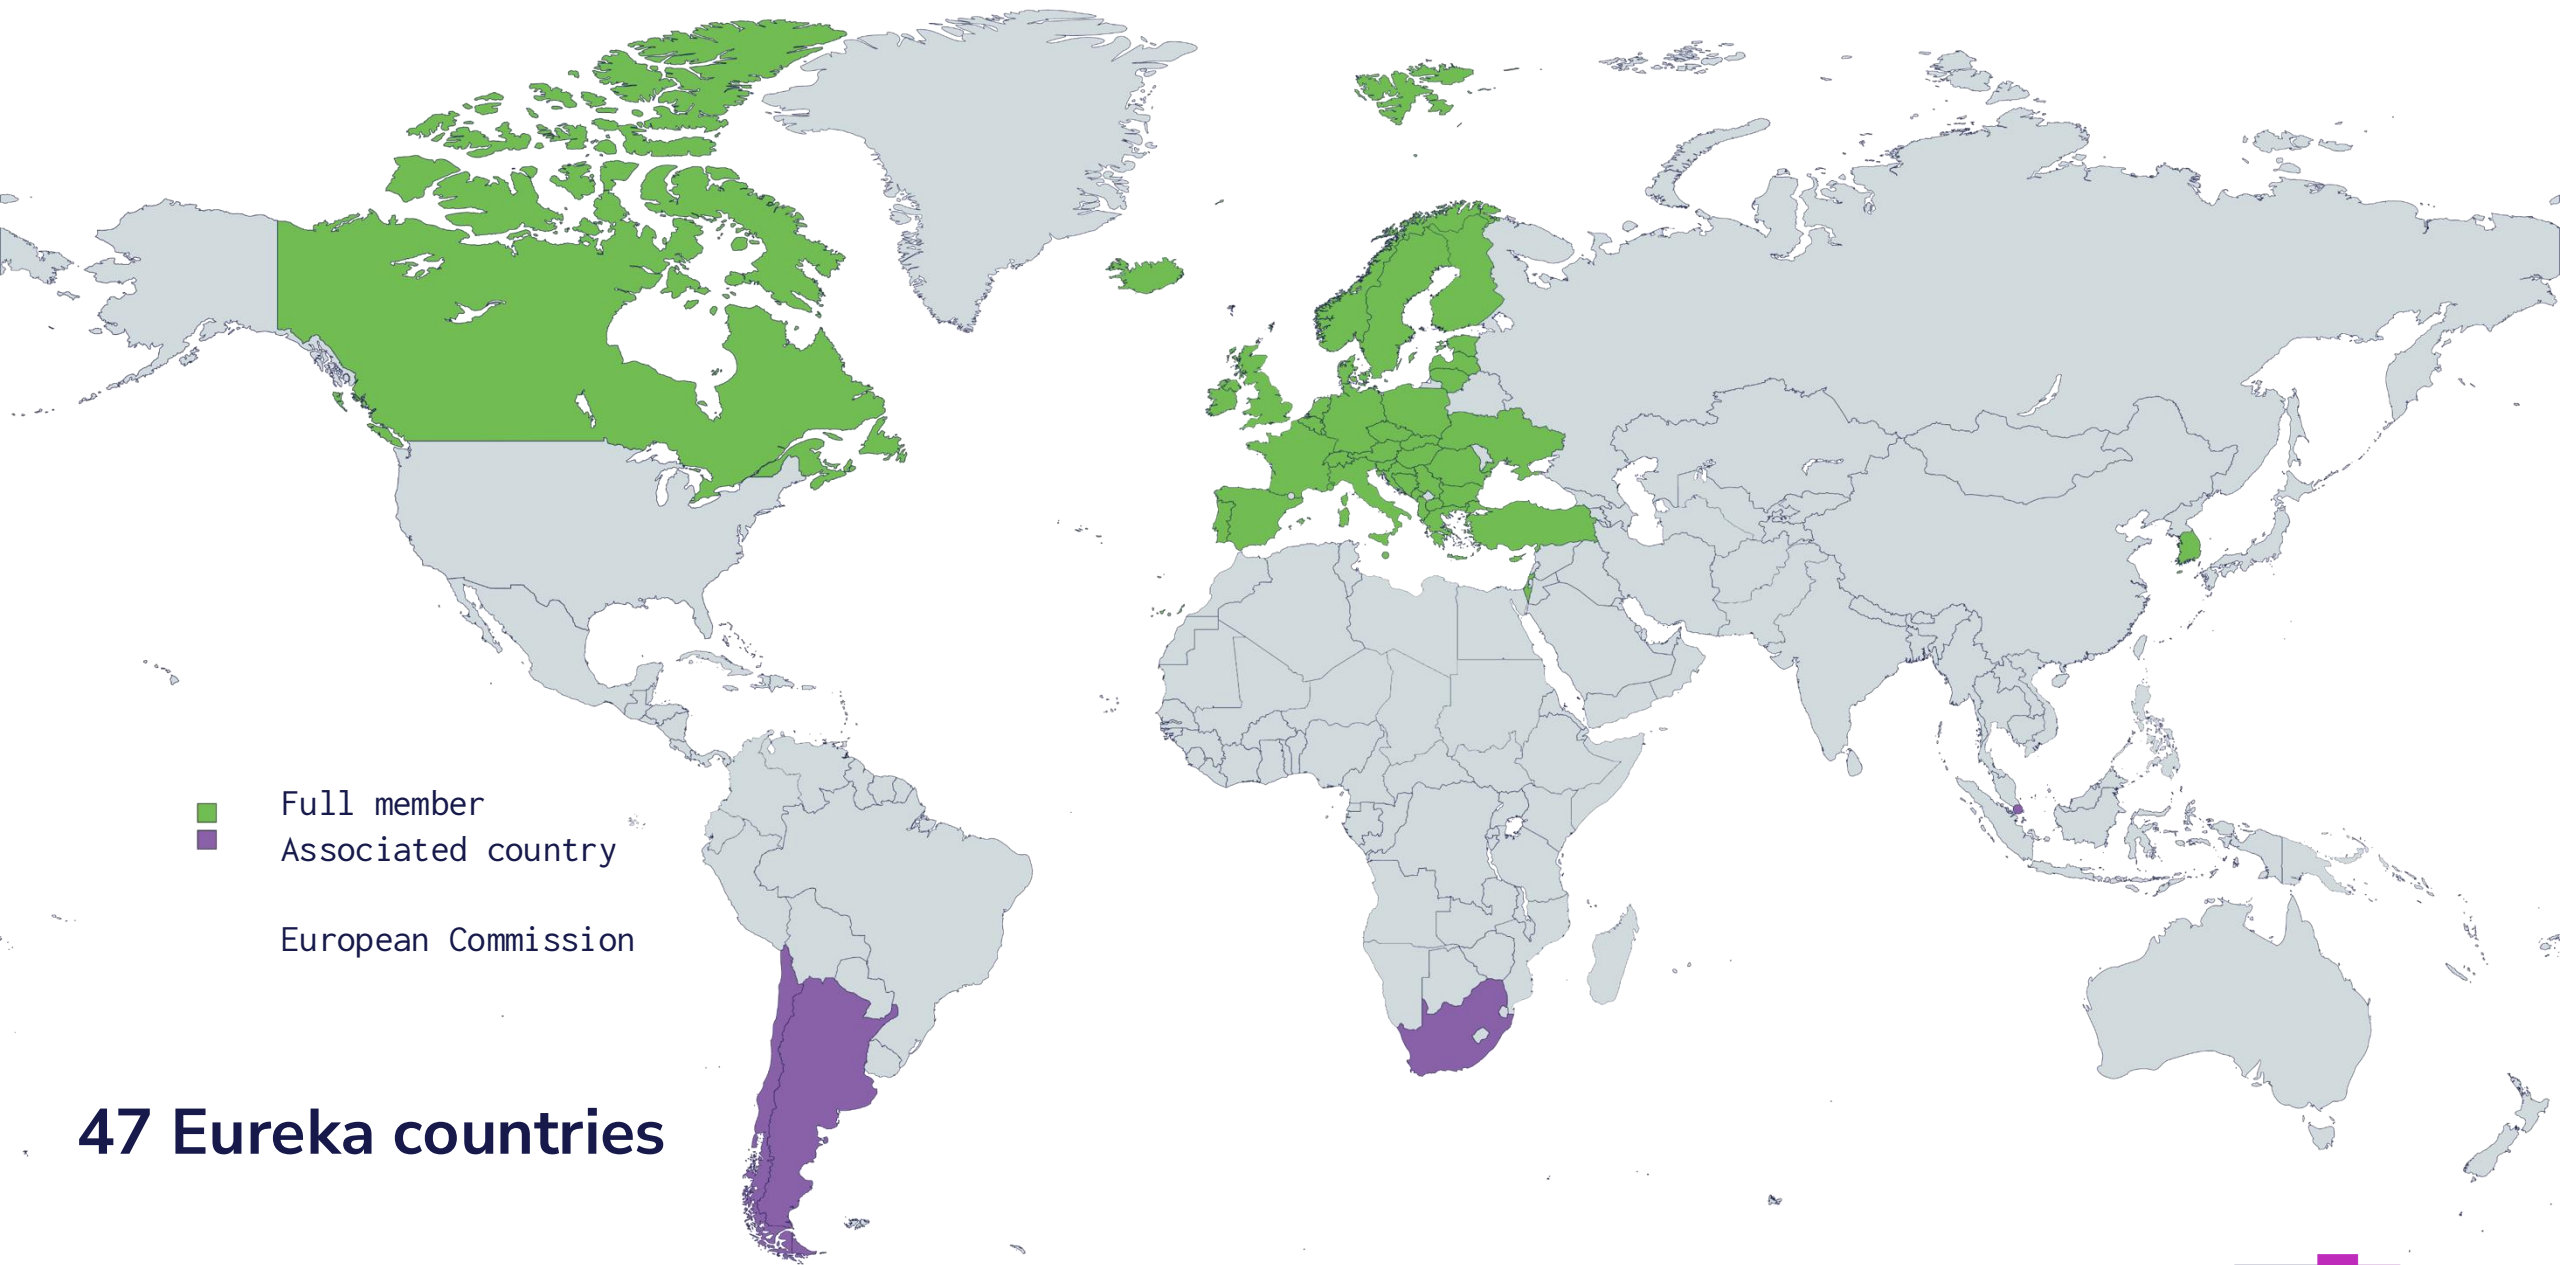 Full member
Associated country
European Commission
47 Eureka countries